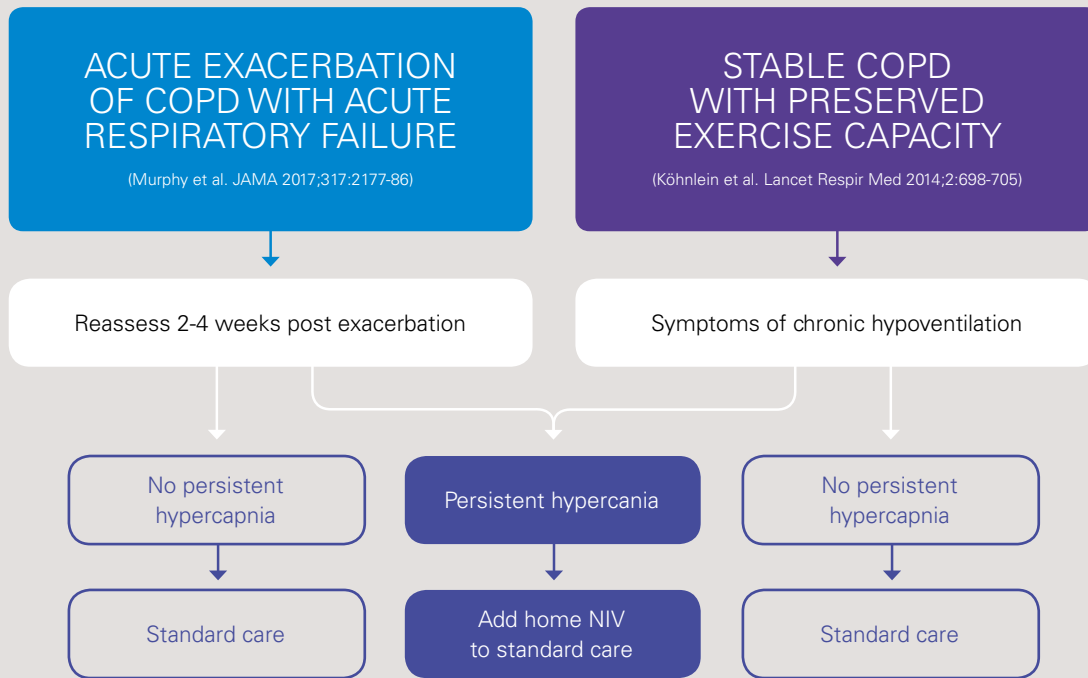 ACUTE EXACERBATION
OF COPD WITH ACUTE
RESPIRATORY FAILURE
(Murphy et al. JAMA 2017;317:2177-86)
STABLE COPD
WITH PRESERVED
EXERCISE CAPACITY
(Köhnlein et al. Lancet Respir Med 2014;2:698-705)
Reassess 2-4 weeks post exacerbation
Symptoms of chronic hypoventilation
No persistent
hypercapnia
Persistent hypercania
No persistent
hypercapnia
Standard care
Add home NIV
to standard care
Standard care